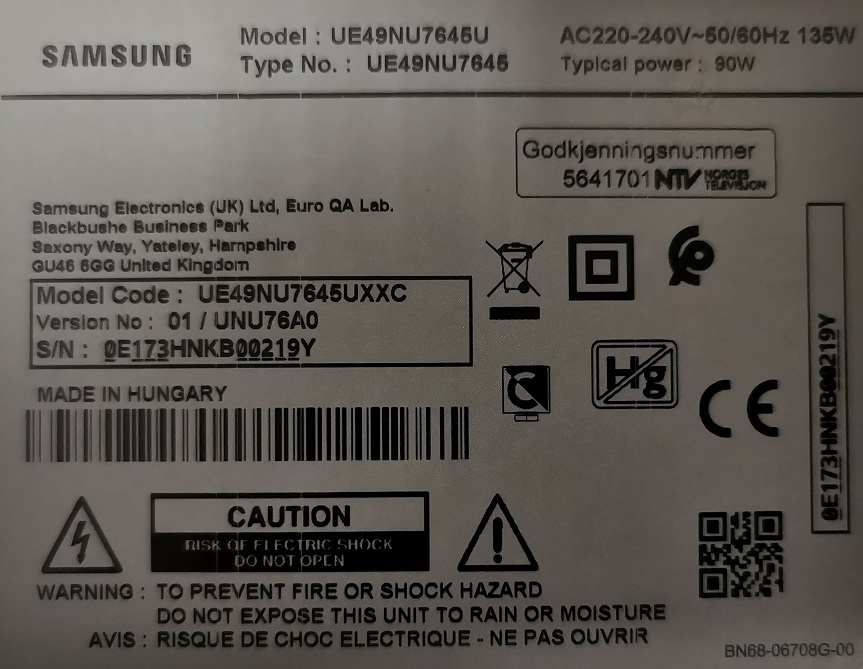 SAMSUNG
Model : UE49NU7645U
Type No. : UE49NU7645
AC220-240V~50/60Hz 135W
Typical power : 90W
Godkjenningsnummer
5641701 NTV NORGES TELEVISJON
Samsung Electronics (UK) Ltd, Euro QA Lab.
Blackbushe Business Park
Saxony Way, Yateley, Hampshire
GU46 6GG United Kingdom
Model Code : UE49NU7645UXXC
Version No : 01 / UNU76A0
S/N : 0E173HNKB00219Y
MADE IN HUNGARY
Hg
CE
0E173HNKB00219Y
CAUTION
RISK OF ELECTRIC SHOCK
DO NOT OPEN
WARNING : TO PREVENT FIRE OR SHOCK HAZARD
DO NOT EXPOSE THIS UNIT TO RAIN OR MOISTURE
AVIS : RISQUE DE CHOC ELECTRIQUE - NE PAS OUVRIR
BN68-06708G-00